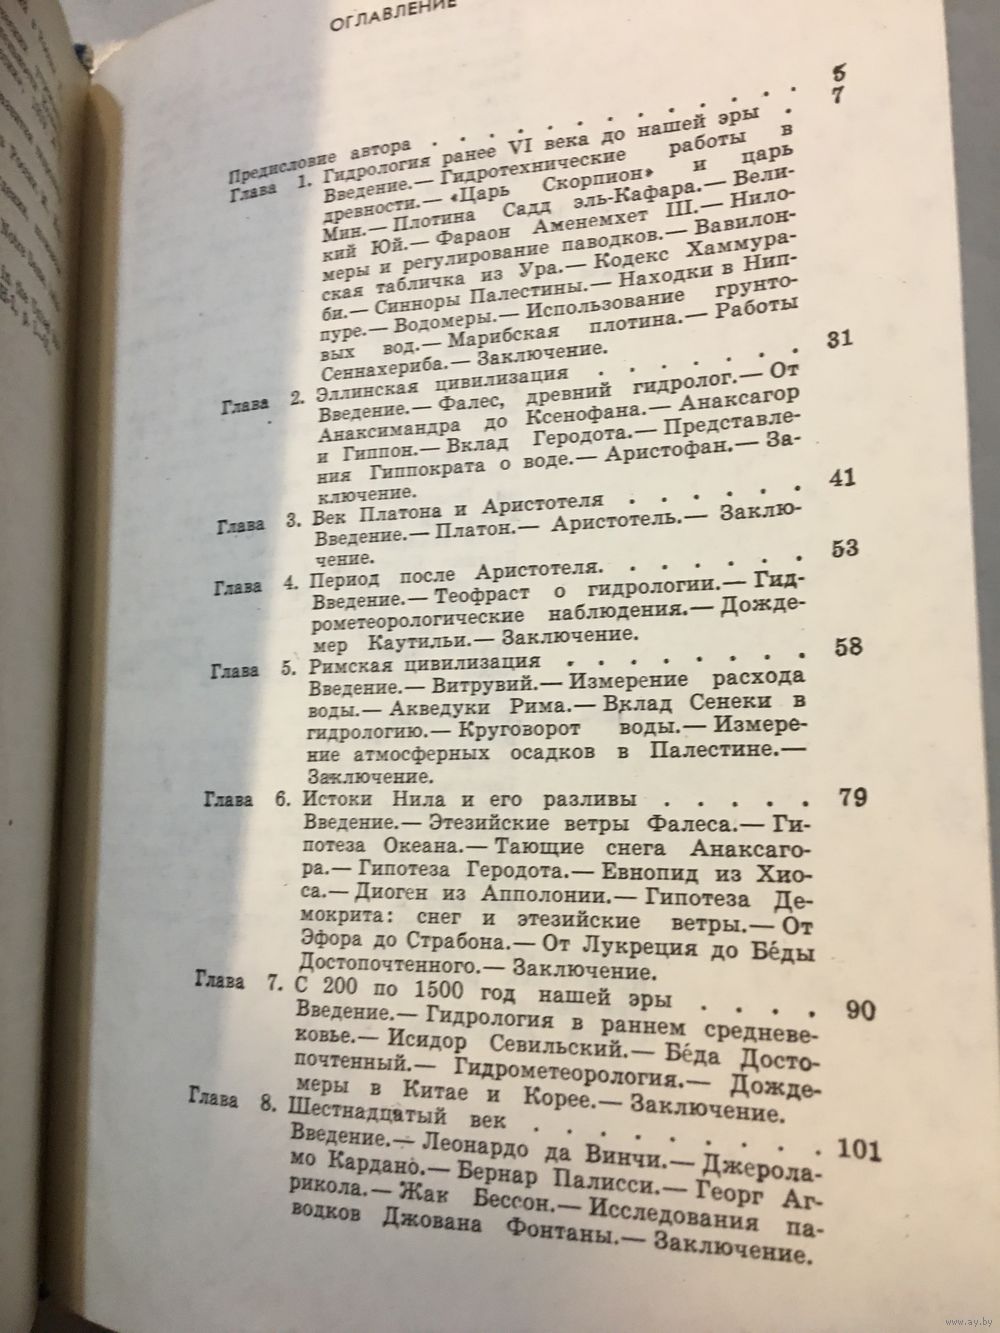 ОГЛАВЛЕНИЕ
Предисловие автора . . . . . . . . . . . . 5
Глава 1. Гидрология ранее VI века до нашей эры . 7
Введение.— Гидротехнические работы в
древности.— «Царь Скорпион» и царь
Мин.— Плотина Садд эль-Кафара.— Вели-
кий Юй.— Фараон Аменемхет III.— Нило-
меры и регулирование паводков.— Вавилон-
ская табличка из Ура.— Кодекс Хаммура-
би.— Синноры Палестины.— Находки в Нип-
пуре.— Водомеры.— Использование грунто-
вых вод.— Марибская плотина.— Работы
Сеннахериба.— Заключение.
Глава 2. Эллинская цивилизация . . . . . . 31
Введение.— Фалес, древний гидролог.— От
Анаксимандра до Ксенофана.— Анаксагор
и Гиппон.— Вклад Геродота.— Представле-
ния Гиппократа о воде.— Аристофан.— За-
ключение.
Глава 3. Век Платона и Аристотеля . . . . . . 41
Введение.— Платон.— Аристотель.— Заклю-
чение.
Глава 4. Период после Аристотеля. . . . . . . 53
Введение.— Теофраст о гидрологии.— Гид-
рометеорологические наблюдения.— Дожде-
мер Каутильи.— Заключение.
Глава 5. Римская цивилизация . . . . . . . . 58
Введение.— Витрувий.— Измерение расхода
воды.— Акведуки Рима.— Вклад Сенеки в
гидрологию.— Круговорот воды.— Измере-
ние атмосферных осадков в Палестине.—
Заключение.
Глава 6. Истоки Нила и его разливы . . . . . 79
Введение.— Этезийские ветры Фалеса.— Ги-
потеза Океана.— Тающие снега Анаксаго-
ра.— Гипотеза Геродота.— Евнопид из Хио-
са.— Диоген из Апполонии.— Гипотеза Де-
мокрита: снег и этезийские ветры.— От
Эфора до Страбона.— От Лукреция до Бéды
Достопочтенного.— Заключение.
Глава 7. С 200 по 1500 год нашей эры . . . . 90
Введение.— Гидрология в раннем средневе-
ковье.— Исидор Севильский.— Бéда Досто-
почтенный.— Гидрометеорология.— Дожде-
меры в Китае и Корее.— Заключение.
Глава 8. Шестнадцатый век . . . . . . . . . 101
Введение.— Леонардо да Винчи.— Джерола-
мо Кардано.— Бернар Палисси.— Георг Аг-
рикола.— Жак Бессон.— Исследования па-
водков Джована Фонтаны.— Заключение.
www.ay.by